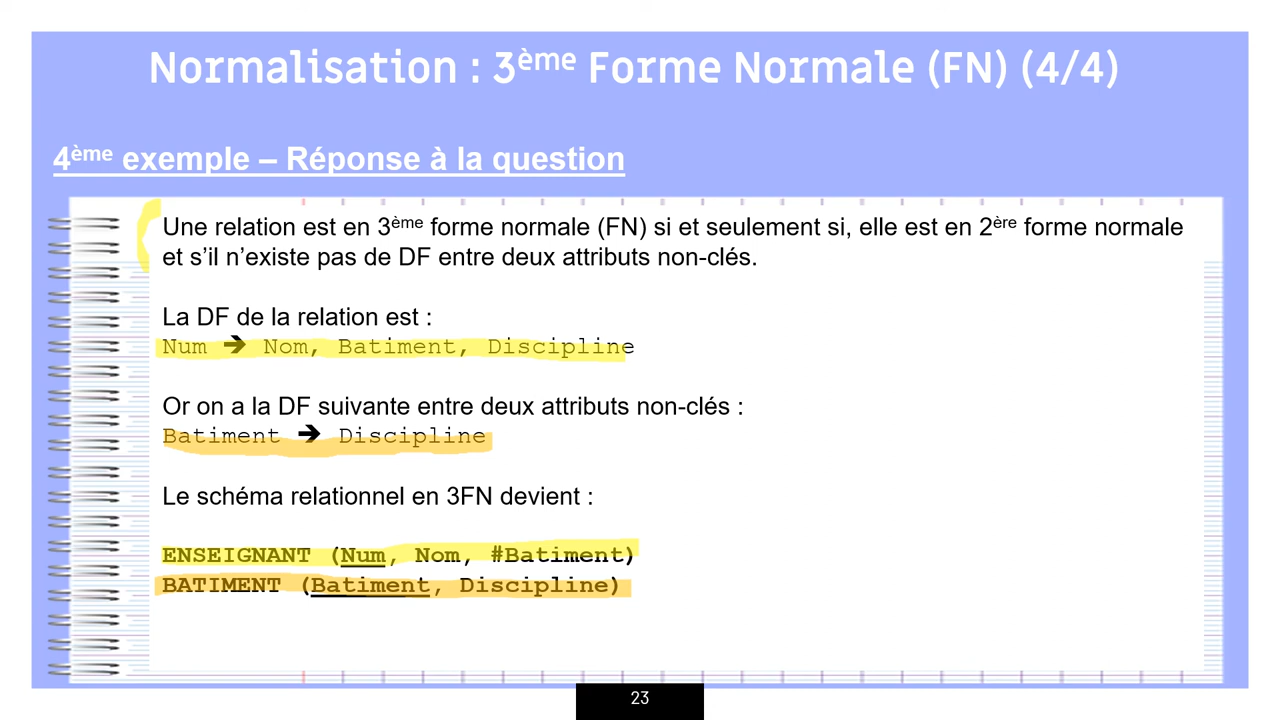 Normalisation : 3ème Forme Normale (FN) (4/4)
4ème exemple – Réponse à la question
Une relation est en 3ème forme normale (FN) si et seulement si, elle est en 2ère forme normale
et s'il n'existe pas de DF entre deux attributs non-clés.
La DF de la relation est :
Num ➔ Nom, Batiment, Discipline
Or on a la DF suivante entre deux attributs non-clés :
Batiment ➔ Discipline
Le schéma relationnel en 3FN devient :
ENSEIGNANT (Num, Nom, #Batiment)
BATIMENT (Batiment, Discipline)
23